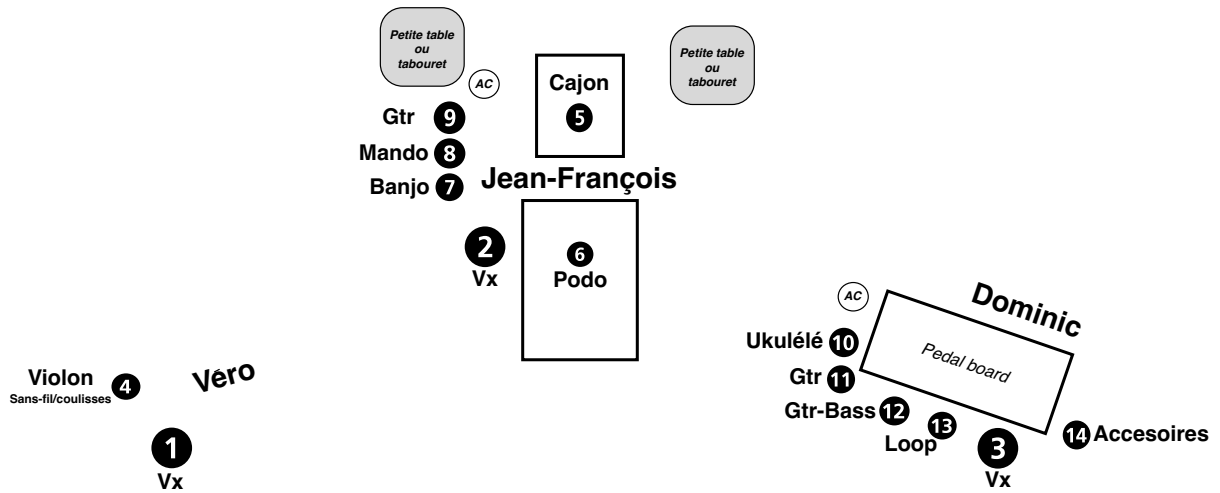 Petite table
ou
tabouret
AC
Cajon
5
Petite table
ou
tabouret
Gtr 9
Mando 8
Banjo 7
Jean-François
2
Vx
6
Podo
AC
Dominic
Ukulélé 10
Pedal board
Gtr 11
Gtr-Bass 12
Loop 13
3
Vx
14 Accesoires
Violon 4
Sans-fil/coulisses
Véro
1
Vx